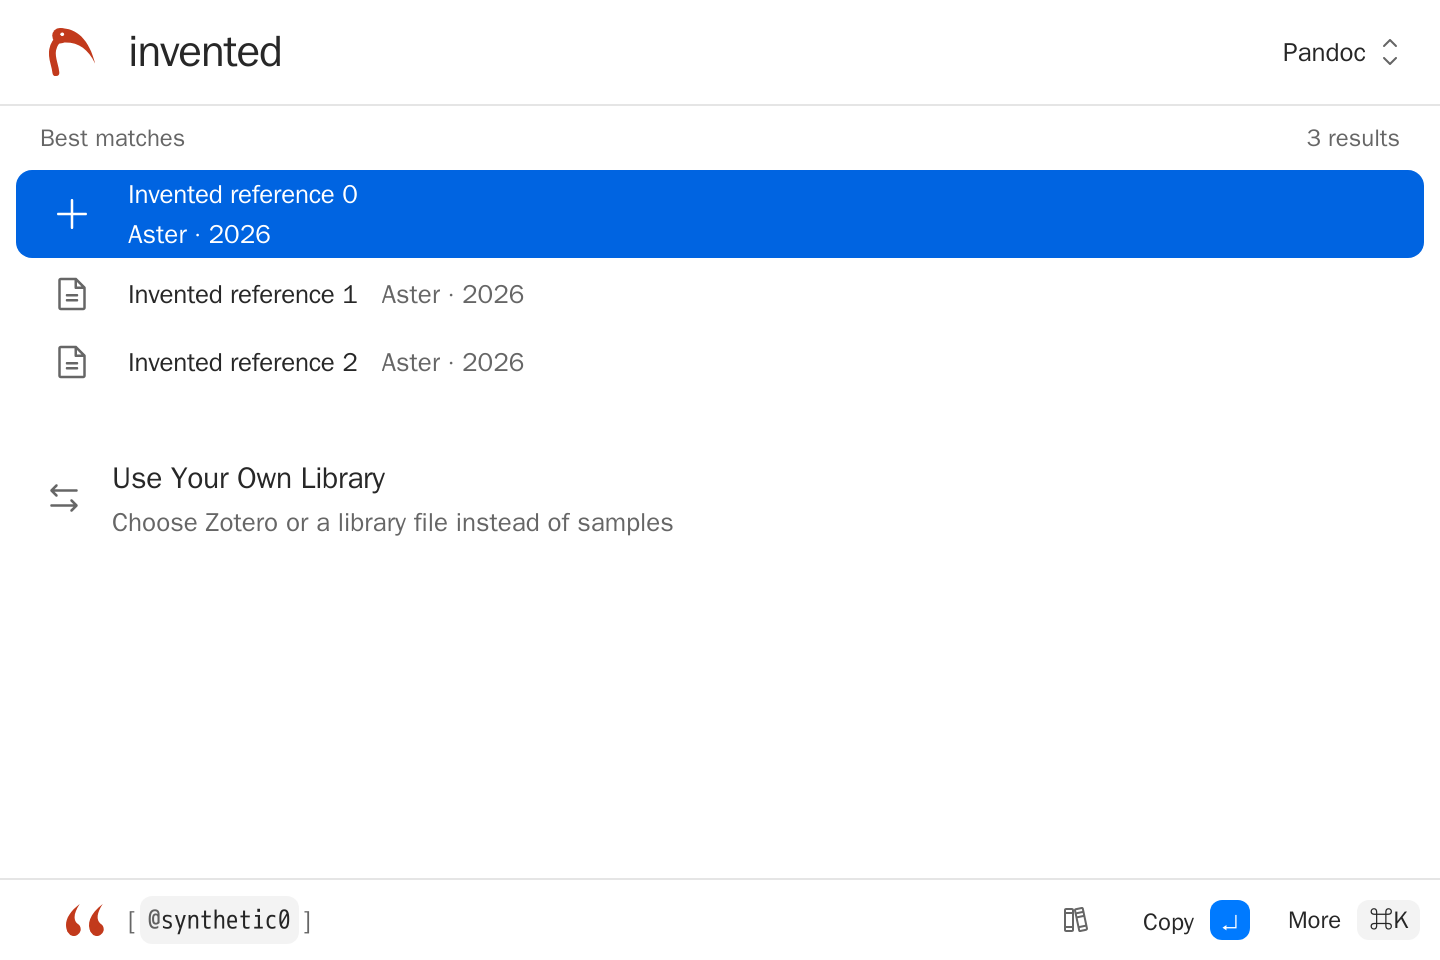 invented
Pandoc
Best matches
3 results
Invented reference 0
Aster · 2026
Invented reference 1 Aster · 2026
Invented reference 2 Aster · 2026
Use Your Own Library
Choose Zotero or a library file instead of samples
[ @synthetic0 ]
Copy
More ⌘K